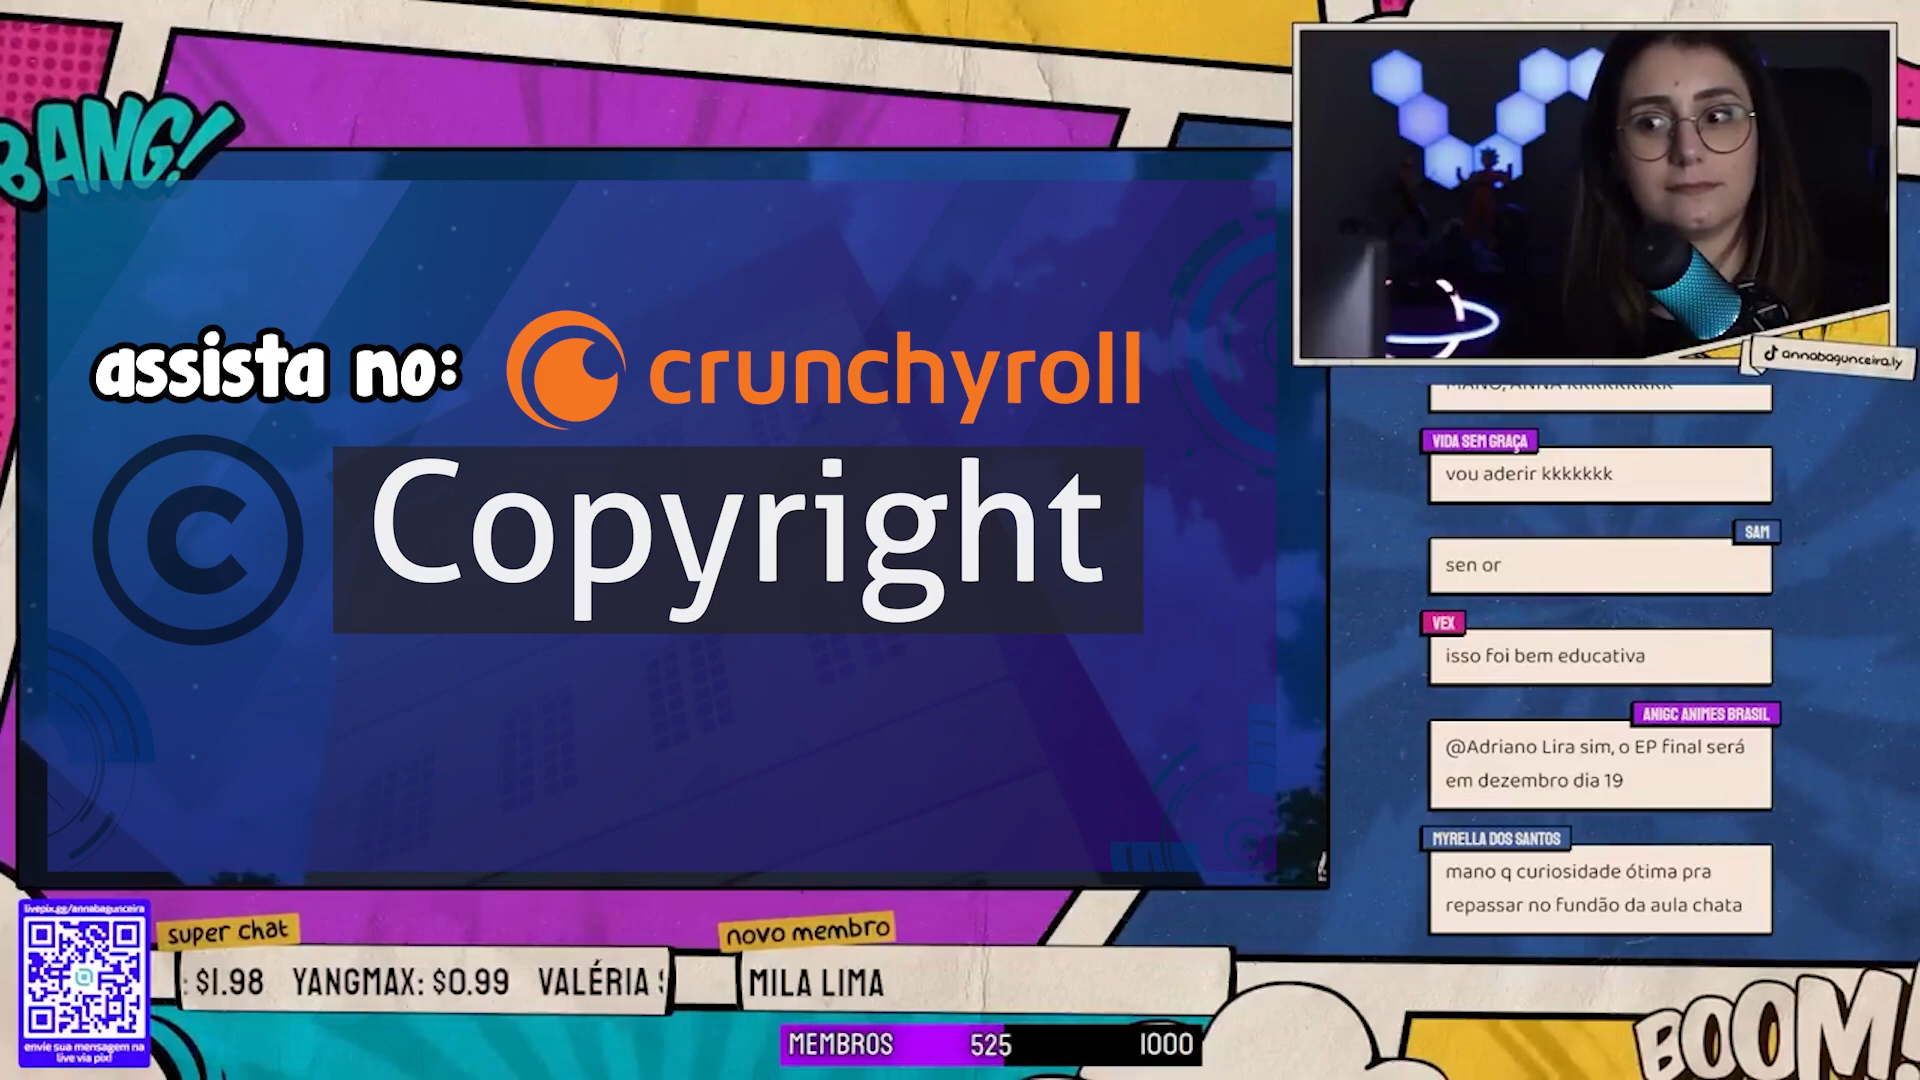 BANG!
assista no: crunchyroll
© Copyright
annabagunceira.ly
MANO, ANNA KKKKKKKKKK
VIDA SEM GRAÇA
vou aderir kkkkkkk
SAM
sen or
VEX
isso foi bem educativa
ANIGC ANIMES BRASIL
@Adriano Lira sim, o EP final será
em dezembro dia 19
MYRELLA DOS SANTOS
mano q curiosidade ótima pra
repassar no fundão da aula chata
livepix.gg/annabagunceira
envie sua mensagem na
live via pix!
super chat
: $1.98 YANGMAX: $0.99 VALÉRIA
novo membro
MILA LIMA
MEMBROS 525 1000
BOOM!